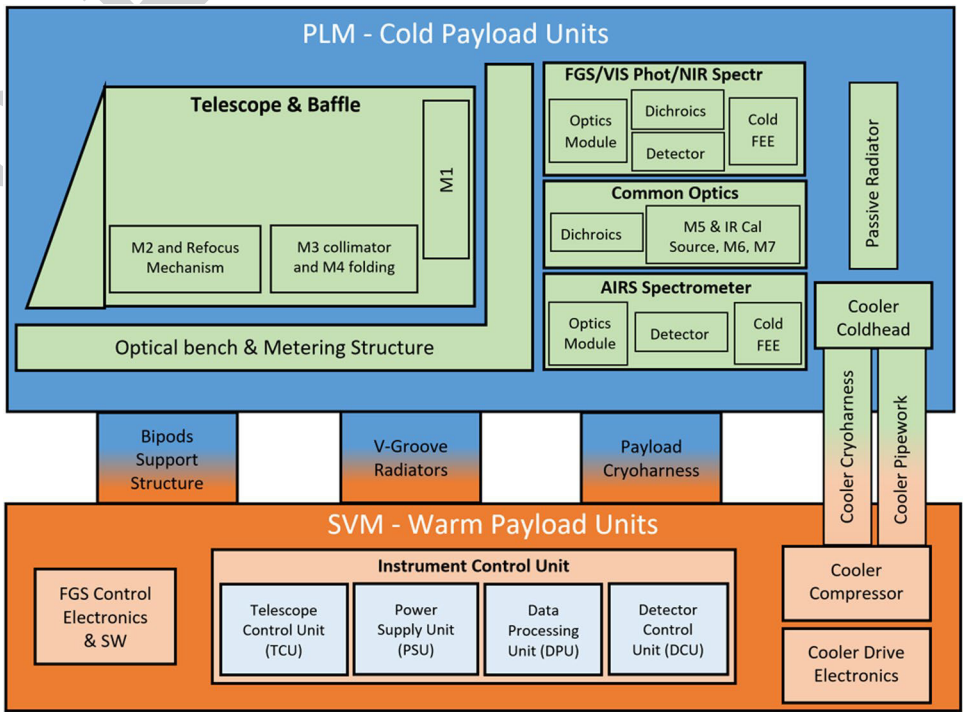 PLM - Cold Payload Units
Telescope & Baffle
M1
M2 and Refocus
Mechanism
M3 collimator
and M4 folding
Optical bench & Metering Structure
FGS/VIS Phot/NIR Spectr
Optics
Module
Dichroics
Detector
Cold
FEE
Common Optics
Dichroics
M5 & IR Cal
Source, M6, M7
AIRS Spectrometer
Optics
Module
Detector
Cold
FEE
Passive Radiator
Cooler
Coldhead
Cooler Cryoharness
Cooler Pipework
Bipods
Support
Structure
V-Groove
Radiators
Payload
Cryoharness
SVM - Warm Payload Units
FGS Control
Electronics
& SW
Instrument Control Unit
Telescope
Control Unit
(TCU)
Power
Supply Unit
(PSU)
Data
Processing
Unit (DPU)
Detector
Control
Unit (DCU)
Cooler
Compressor
Cooler Drive
Electronics